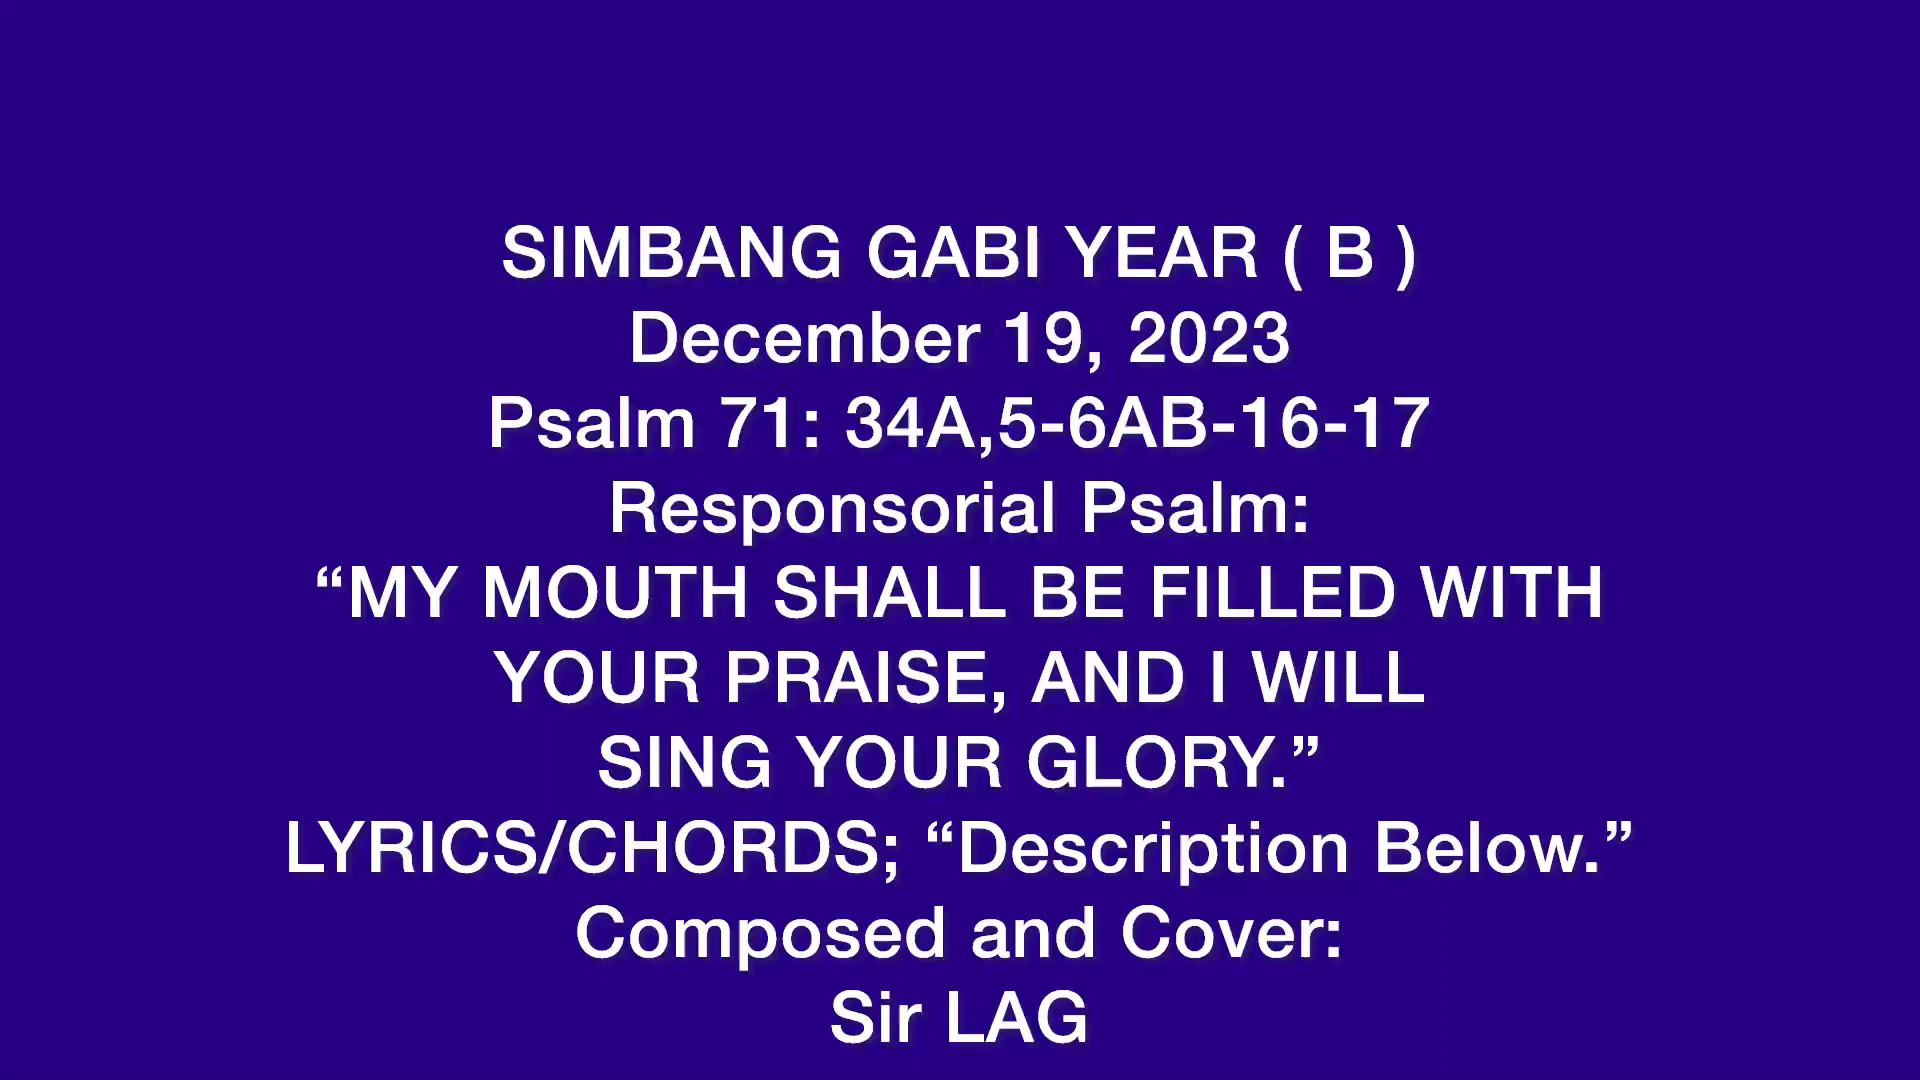 SIMBANG GABI YEAR ( B )
December 19, 2023
Psalm 71: 34A,5-6AB-16-17
Responsorial Psalm:
“MY MOUTH SHALL BE FILLED WITH
YOUR PRAISE, AND I WILL
SING YOUR GLORY.”
LYRICS/CHORDS; “Description Below.”
Composed and Cover:
Sir LAG